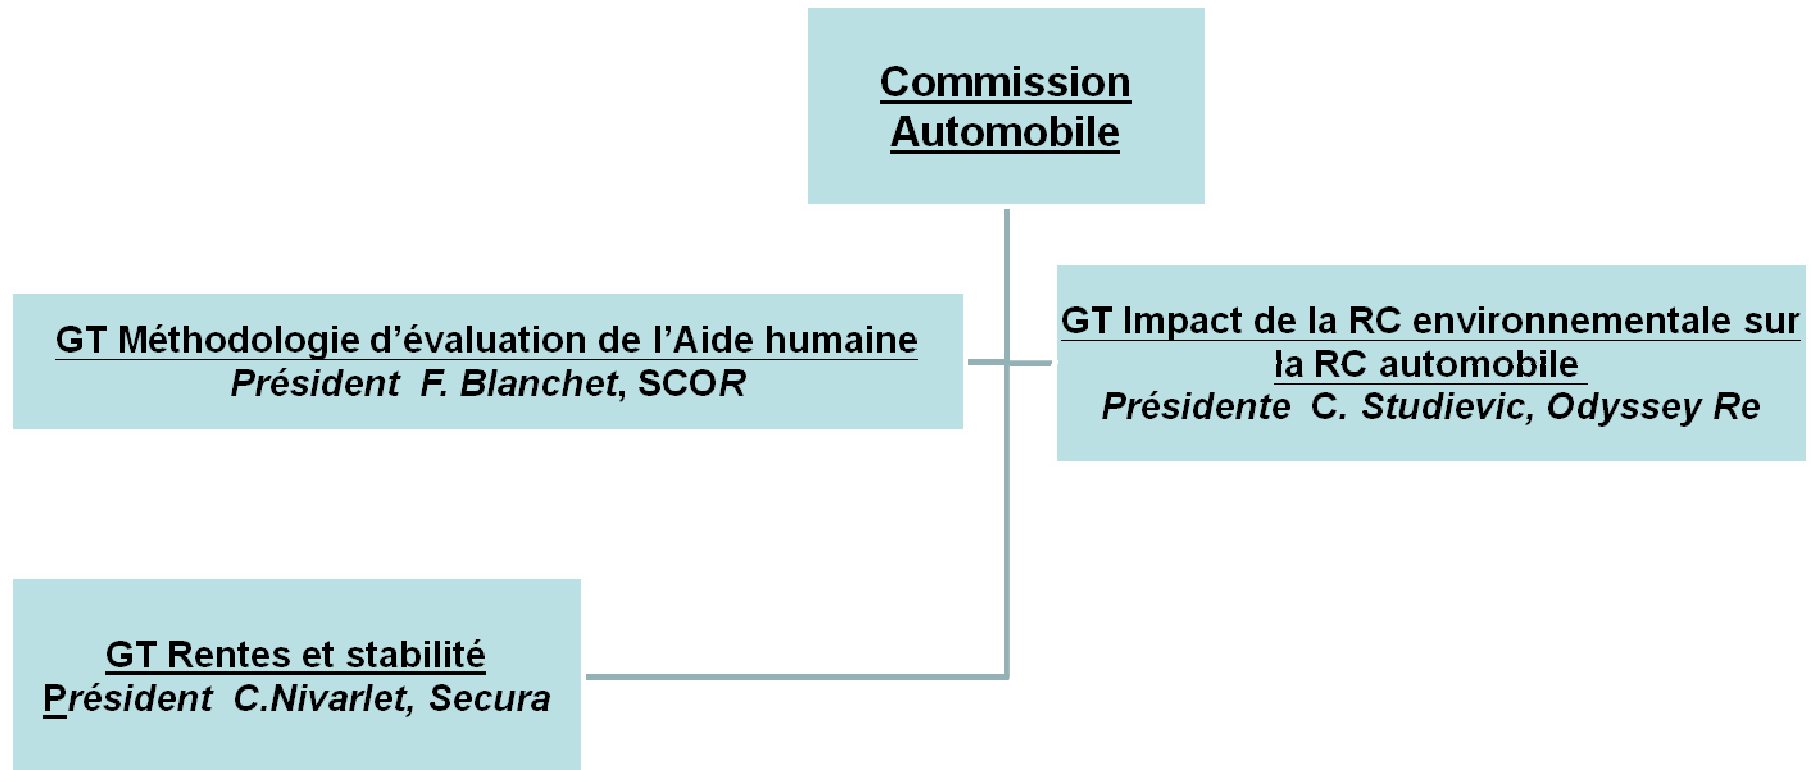 Commission
Automobile
GT Méthodologie d’évaluation de l’Aide humaine
Président F. Blanchet, SCOR
GT Impact de la RC environnementale sur
la RC automobile
Présidente C. Studievic, Odyssey Re
GT Rentes et stabilité
Président C.Nivarlet, Secura